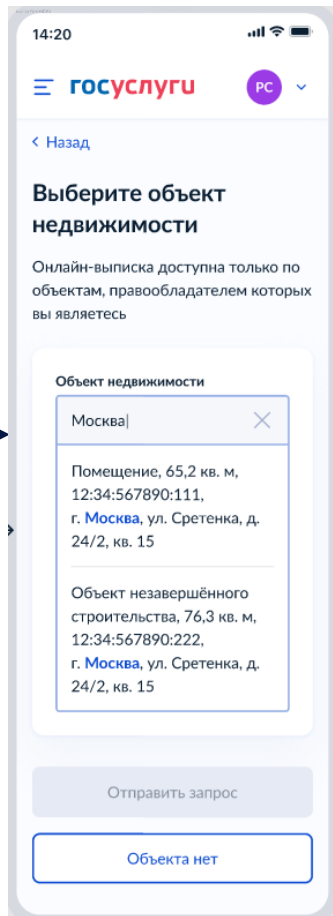 14:20
госуслуги
РС
Назад
Выберите объект
недвижимости
Онлайн-выписка доступна только по
объектам, правообладателем которых
вы являетесь
Объект недвижимости
Москва
Помещение, 65,2 кв. м,
12:34:567890:111,
г. Москва, ул. Сретенка, д.
24/2, кв. 15
Объект незавершённого
строительства, 76,3 кв. м,
12:34:567890:222,
г. Москва, ул. Сретенка, д.
24/2, кв. 15
Отправить запрос
Объекта нет